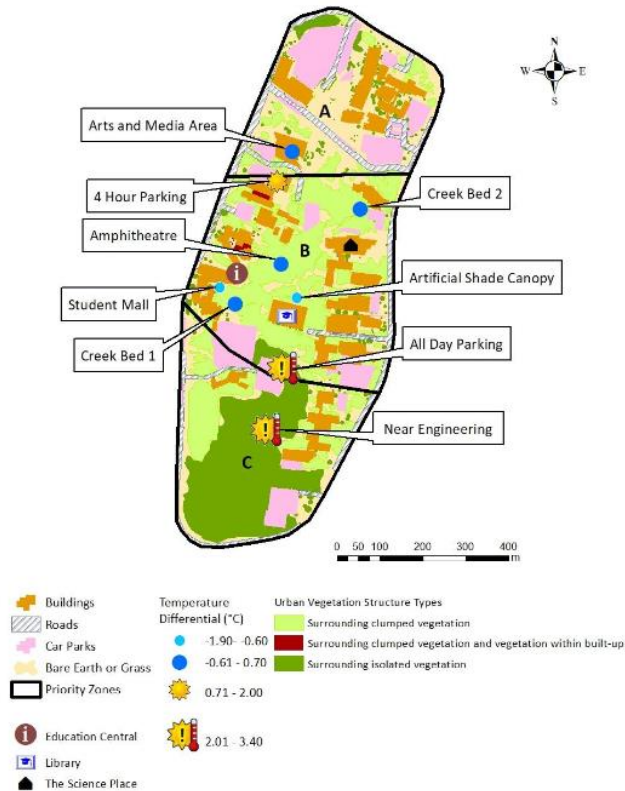 N
W E
S
A
Arts and Media Area
4 Hour Parking
Creek Bed 2
Amphitheatre
B
Artificial Shade Canopy
Student Mall
Creek Bed 1
All Day Parking
Near Engineering
C
0 50 100 200 300 400
m
Buildings
Roads
Car Parks
Bare Earth or Grass
Priority Zones
Education Central
Library
The Science Place
Temperature
Differential (°C)
-1.90- -0.60
-0.61 - 0.70
0.71 - 2.00
2.01 - 3.40
Urban Vegetation Structure Types
Surrounding clumped vegetation
Surrounding clumped vegetation and vegetation within built-up
Surrounding isolated vegetation